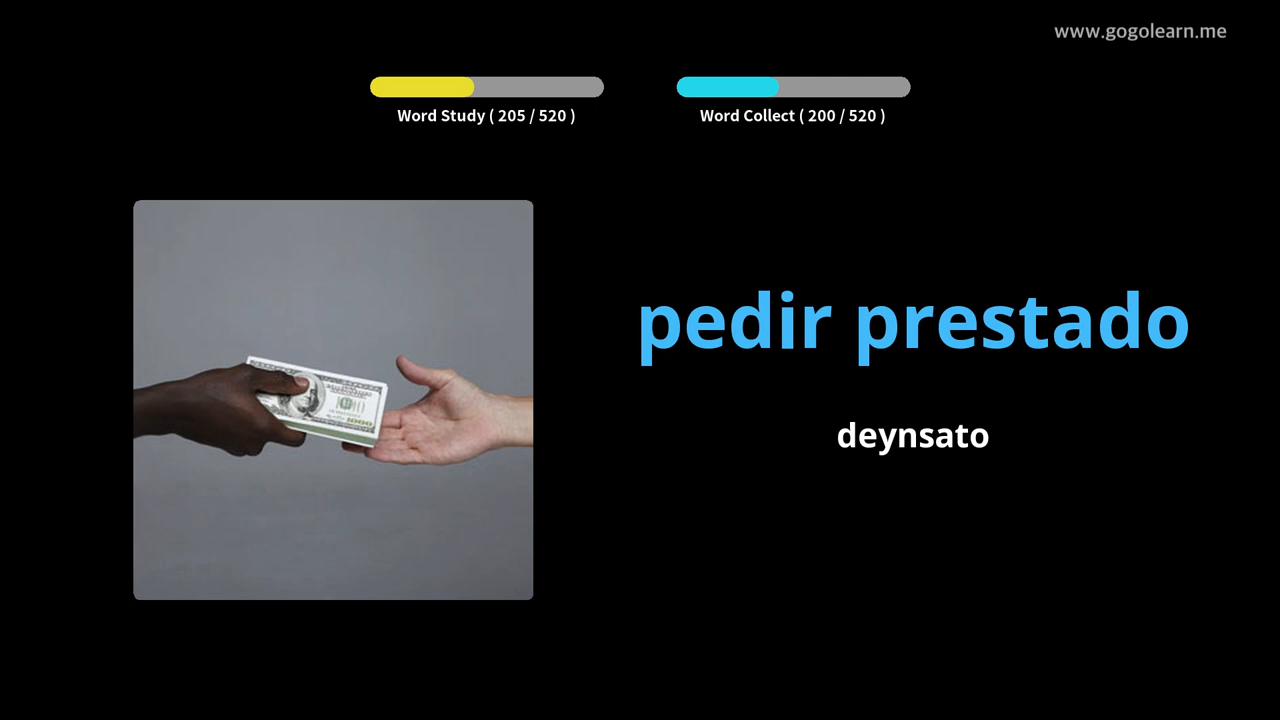 www.gogolearn.me
Word Study ( 205 / 520 )
Word Collect ( 200 / 520 )
pedir prestado
deynsato